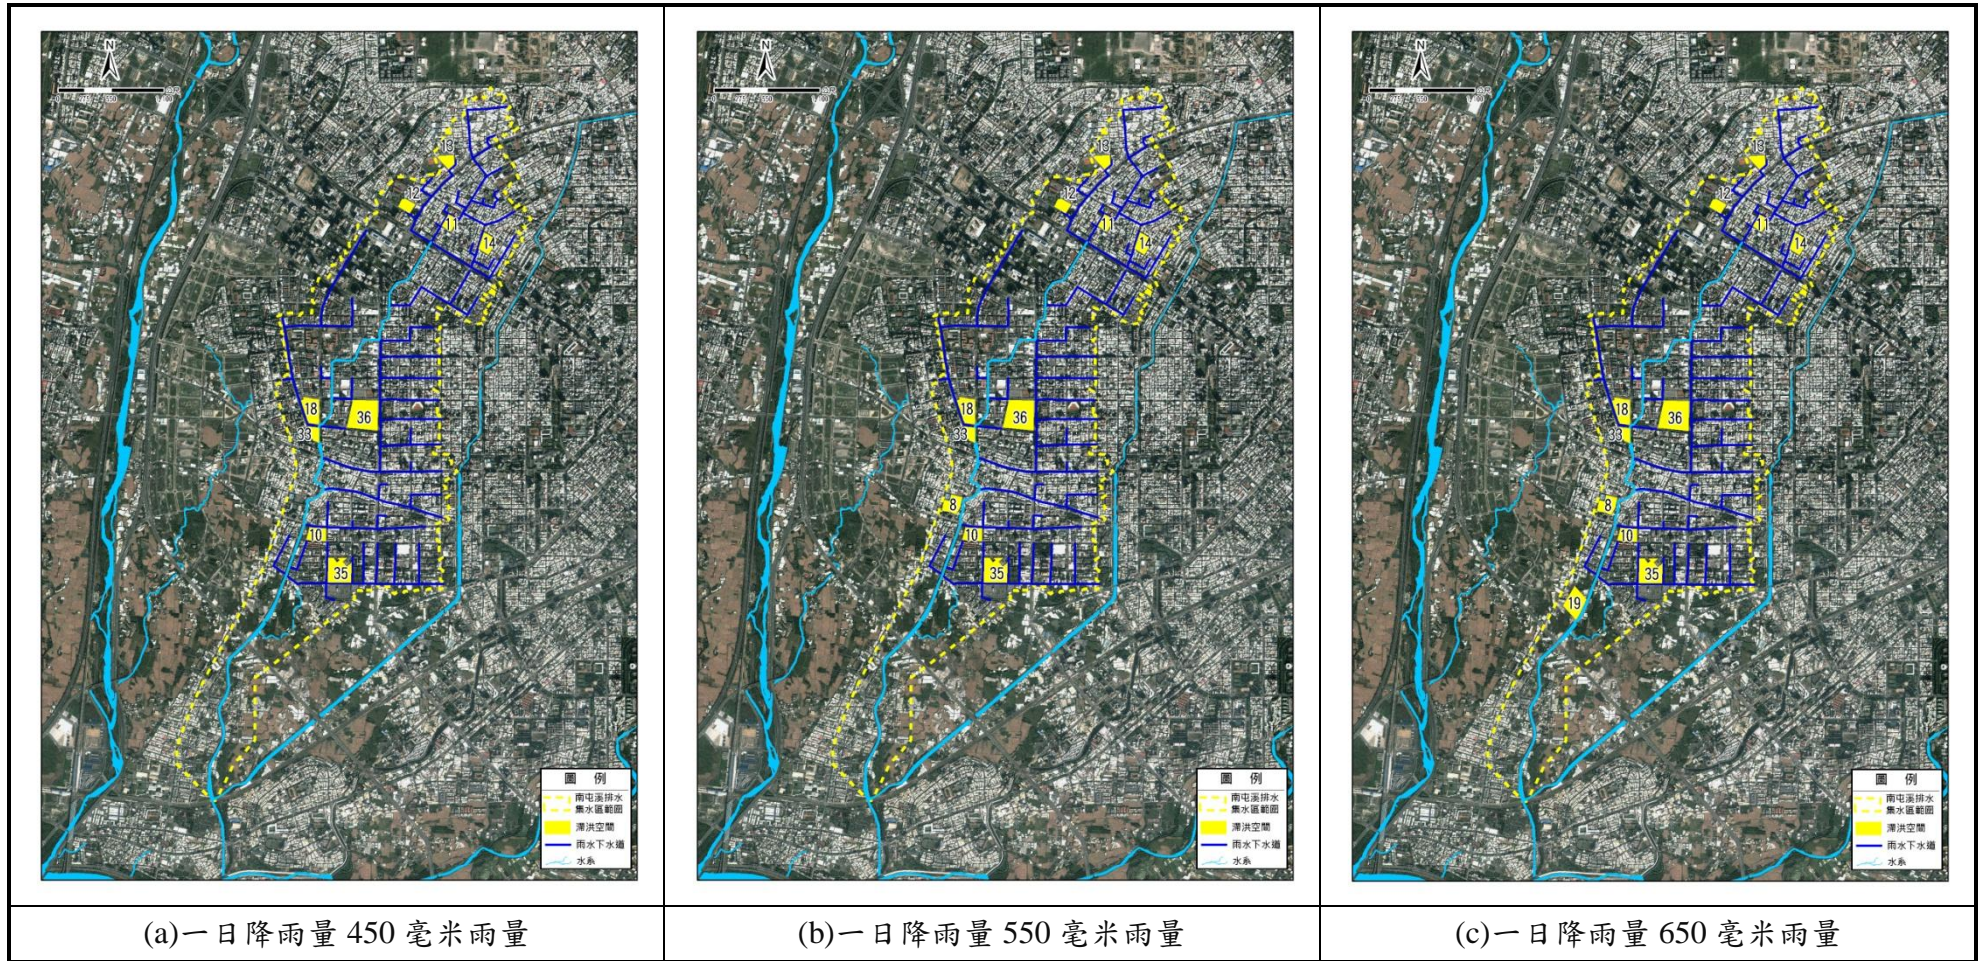 N
公尺
13
12
11
14
18
36
33
10
35
圖 例
南屯溪排水
集水區範圍
滯洪空間
雨水下水道
水系
(a)一日降雨量 450 毫米雨量
N
公尺
13
12
11
14
18
36
33
8
10
35
圖 例
南屯溪排水
集水區範圍
滯洪空間
雨水下水道
水系
(b)一日降雨量 550 毫米雨量
N
公尺
13
12
11
14
18
36
33
8
10
35
19
圖 例
南屯溪排水
集水區範圍
滯洪空間
雨水下水道
水系
(c)一日降雨量 650 毫米雨量